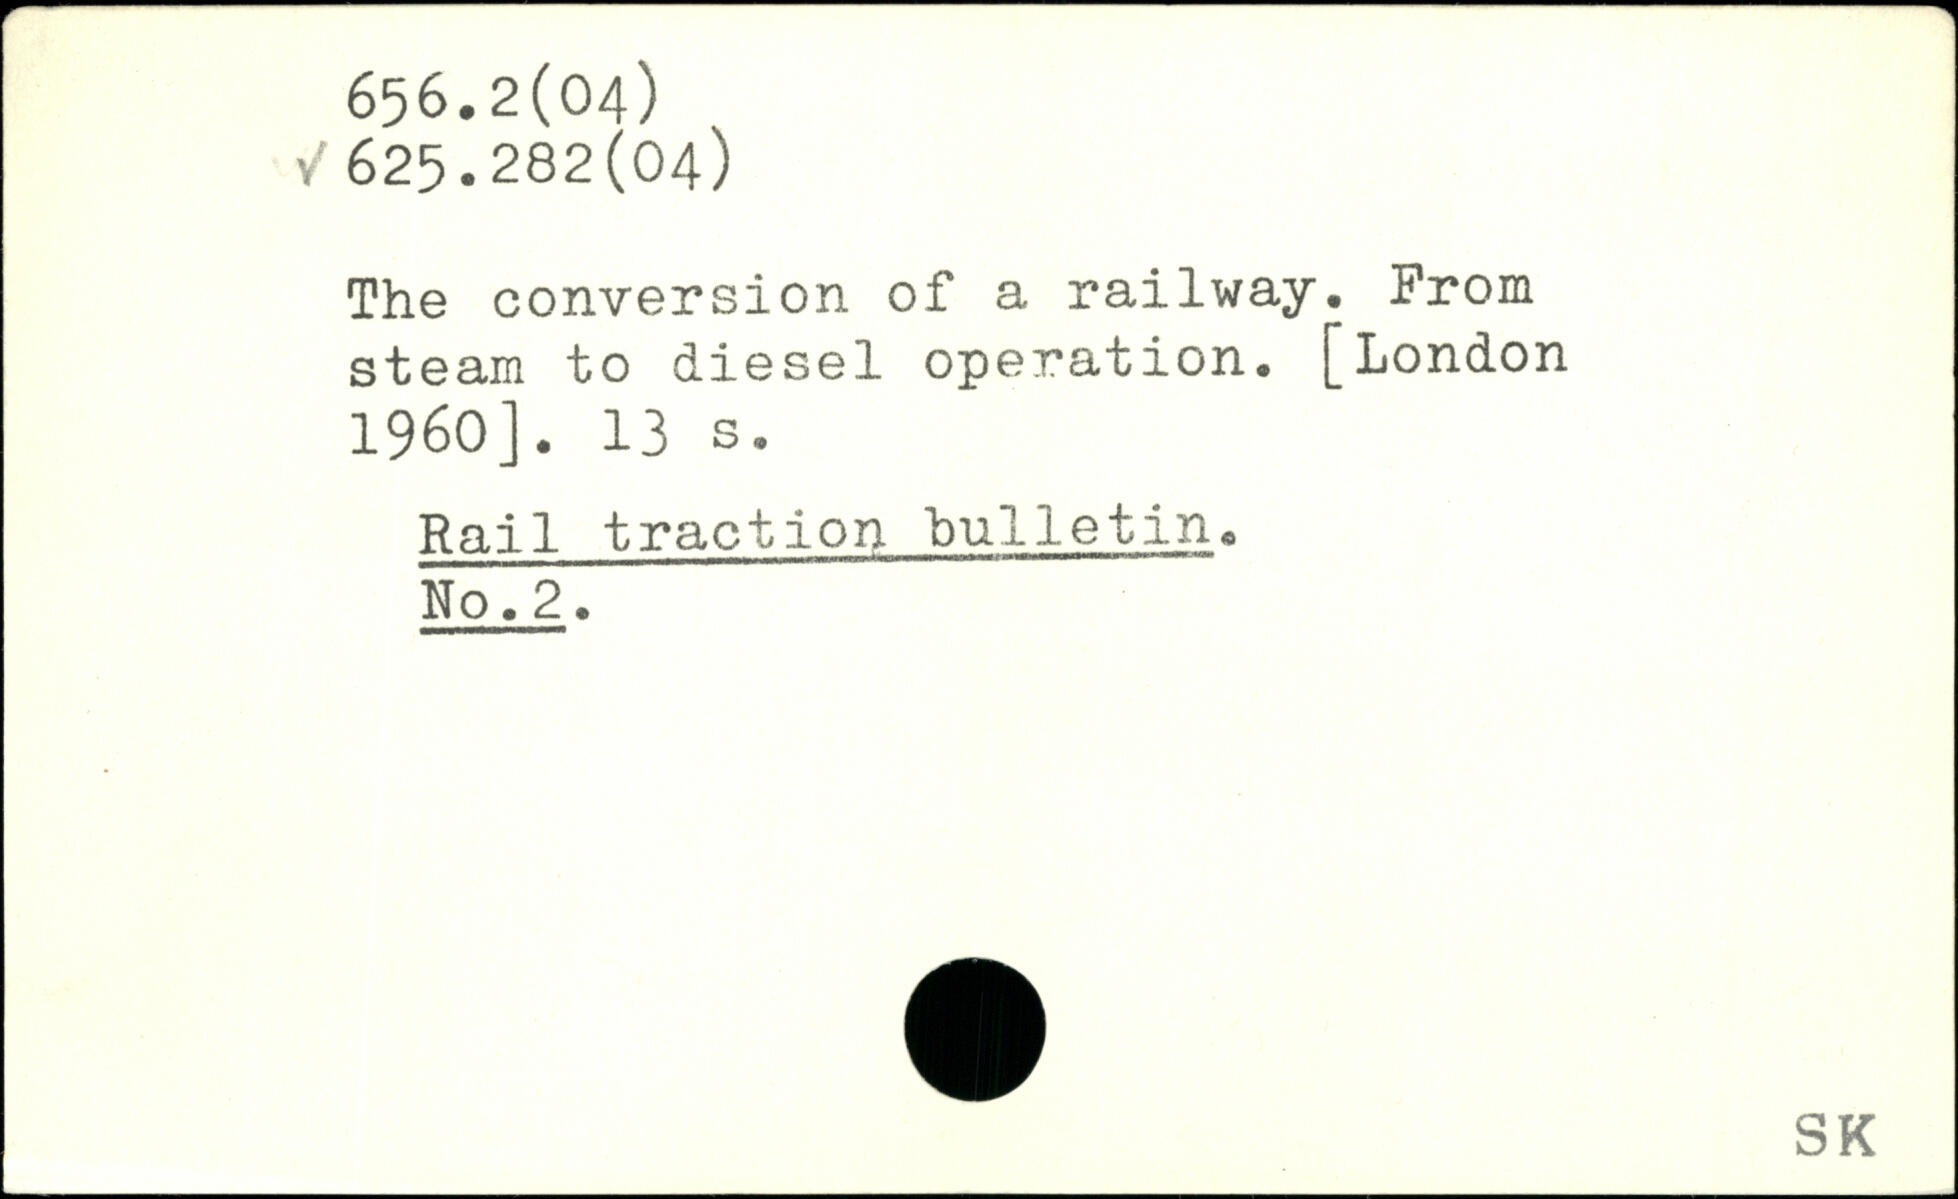 656.2(04)
✓ 625.282(04)
The conversion of a railway. From
steam to diesel operation. [London
1960]. 13 s.
Rail traction bulletin.
No.2.
SK